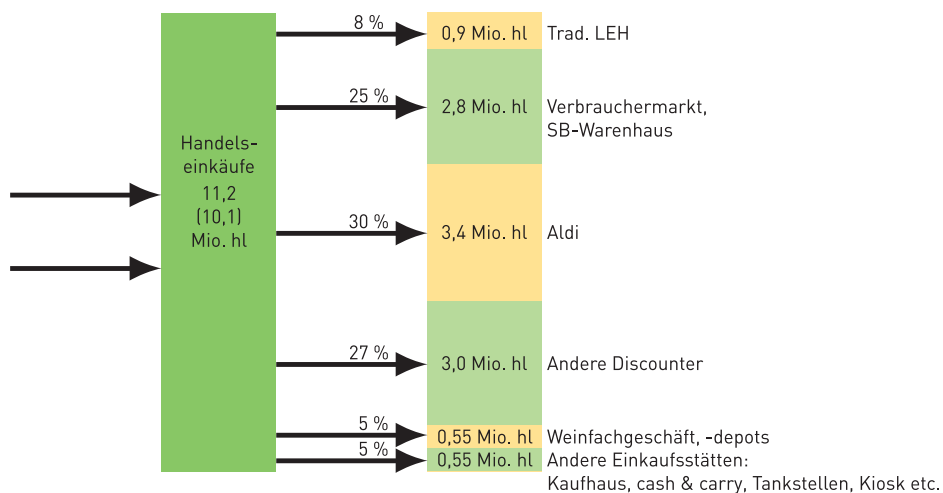 Handels-
einkäufe
11,2
(10,1)
Mio. hl
8 %
0,9 Mio. hl
Trad. LEH
25 %
2,8 Mio. hl
Verbrauchermarkt,
SB-Warenhaus
30 %
3,4 Mio. hl
Aldi
27 %
3,0 Mio. hl
Andere Discounter
5 %
0,55 Mio. hl
Weinfachgeschäft, -depots
5 %
0,55 Mio. hl
Andere Einkaufsstätten:
Kaufhaus, cash & carry, Tankstellen, Kiosk etc.